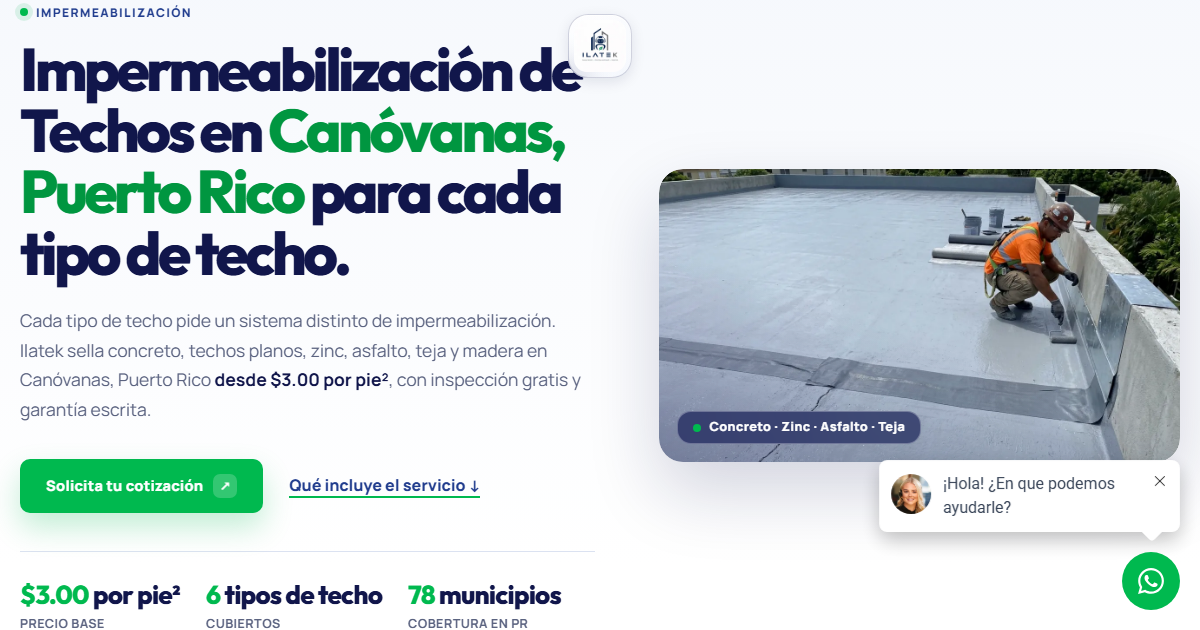 IMPERMEABILIZACIÓN
ILATEK
Impermeabilización de
Techos en Canóvanas,
Puerto Rico para cada
tipo de techo.
Cada tipo de techo pide un sistema distinto de impermeabilización.
Ilatek sella concreto, techos planos, zinc, asfalto, teja y madera en
Canóvanas, Puerto Rico desde $3.00 por pie², con inspección gratis y
garantía escrita.
Solicita tu cotización ↗
Qué incluye el servicio ↓
Concreto · Zinc · Asfalto · Teja
¡Hola! ¿En que podemos
ayudarle?
$3.00 por pie²
PRECIO BASE
6 tipos de techo
CUBIERTOS
78 municipios
COBERTURA EN PR